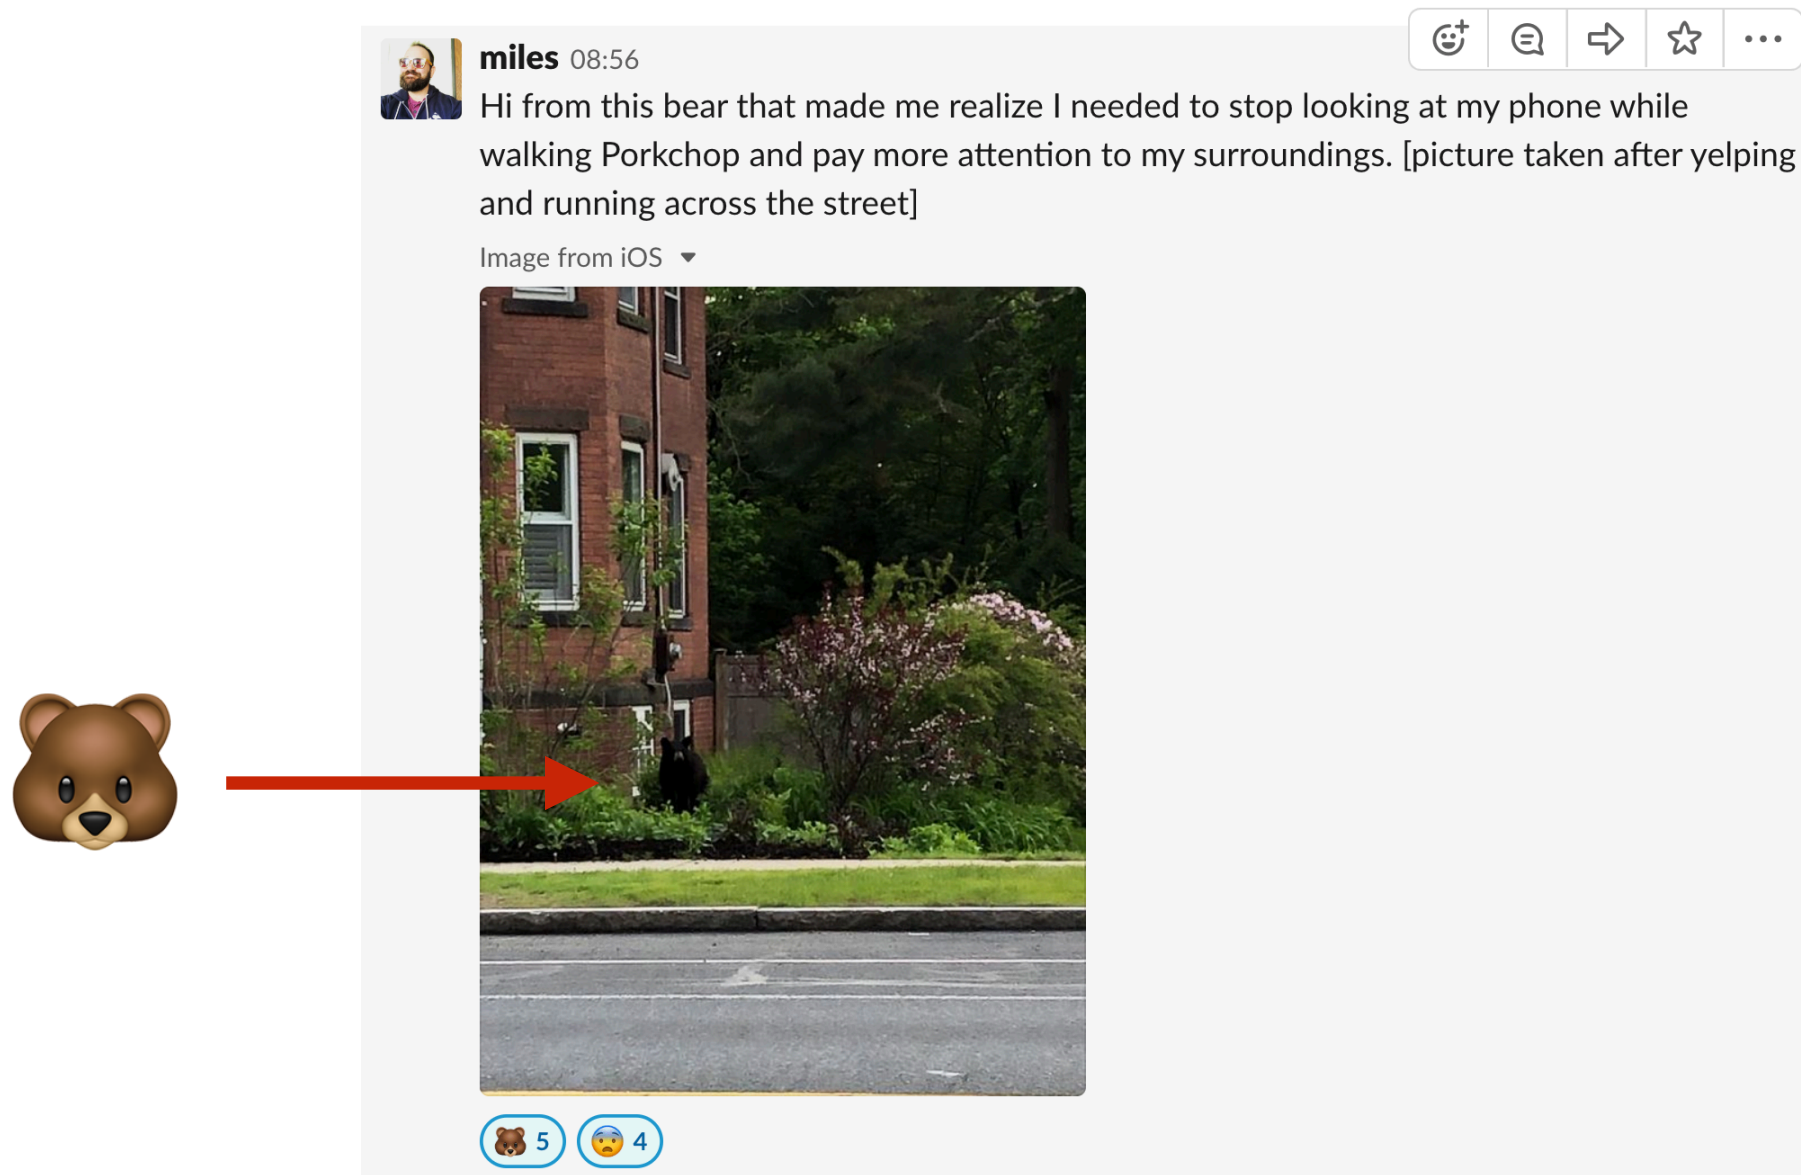 miles 08:56
Hi from this bear that made me realize I needed to stop looking at my phone while
walking Porkchop and pay more attention to my surroundings. [picture taken after yelping
and running across the street]
Image from iOS
5 4